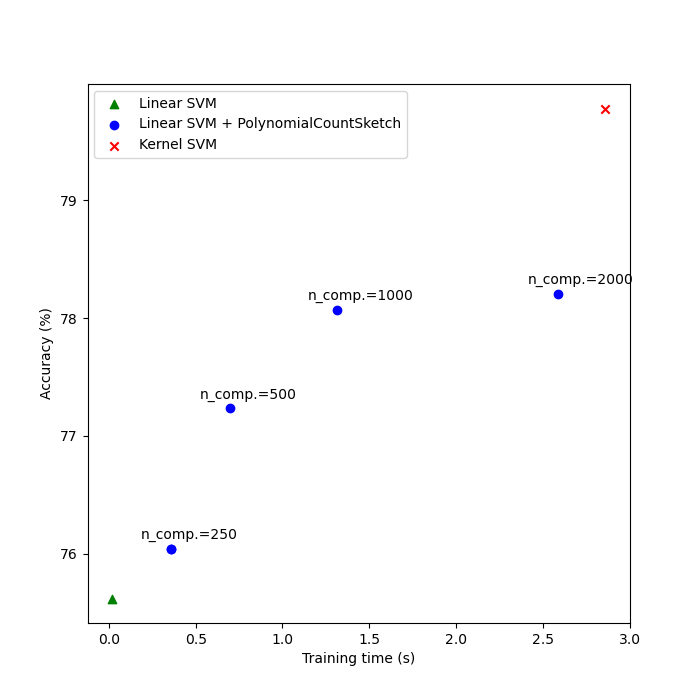 Linear SVM
Linear SVM + PolynomialCountSketch
Kernel SVM
79
n_comp.=2000
n_comp.=1000
78
Accuracy (%)
n_comp.=500
77
n_comp.=250
76
0.0 0.5 1.0 1.5 2.0 2.5 3.0
Training time (s)